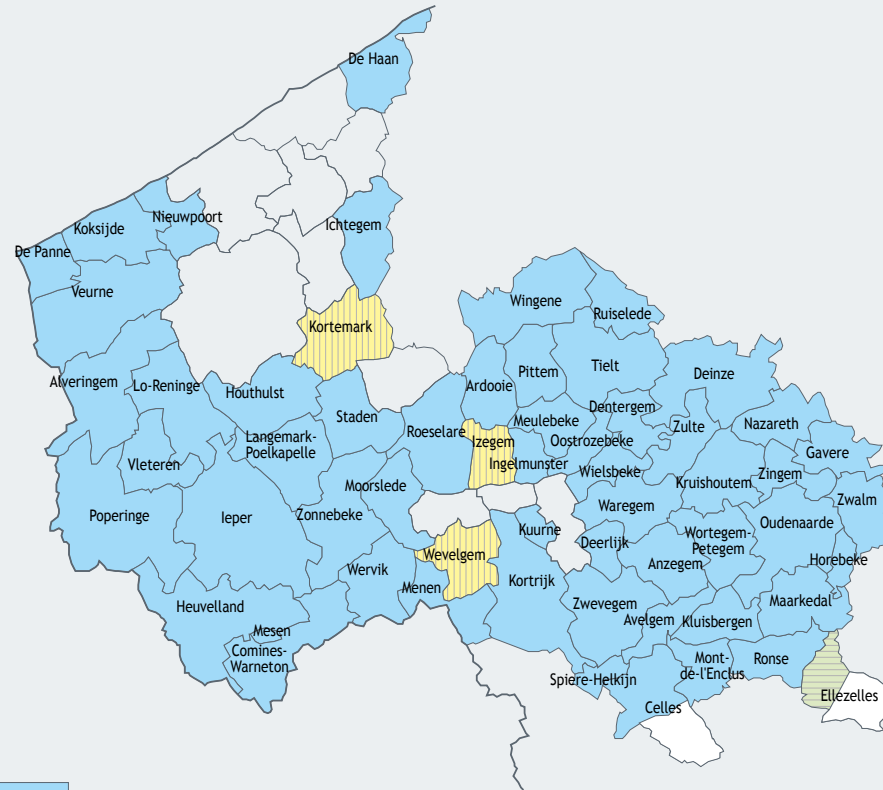 De Haan
Nieuwpoort
Koksijde
Ichtegem
De Panne
Veurne
Wingene
Ruiselede
Kortemark
Pittem
Tielt
Deinze
Alveringem
Lo-Reninge
Ardooie
Houthulst
Dentergem
Staden
Meulebeke
Zulte
Nazareth
Roeselare
Langemark-
Poelkapelle
Izegem
Oostrozebeke
Gavere
Vleteren
Ingelmunster
Wielsbeke
Zingem
Kruishoutem
Moorslede
Zwalm
Waregem
Poperinge
Ieper
Zonnebeke
Oudenaarde
Kuurne
Wortegem-
Petegem
Deerlijk
Wevelgem
Anzegem
Horebeke
Wervik
Kortrijk
Menen
Heuvelland
Zwevegem
Maarkedal
Avelgem
Kluisbergen
Mesen
Comines-
Warneton
Mont-
de-l'Enclus
Ronse
Spiere-Helkijn
Ellezelles
Celles